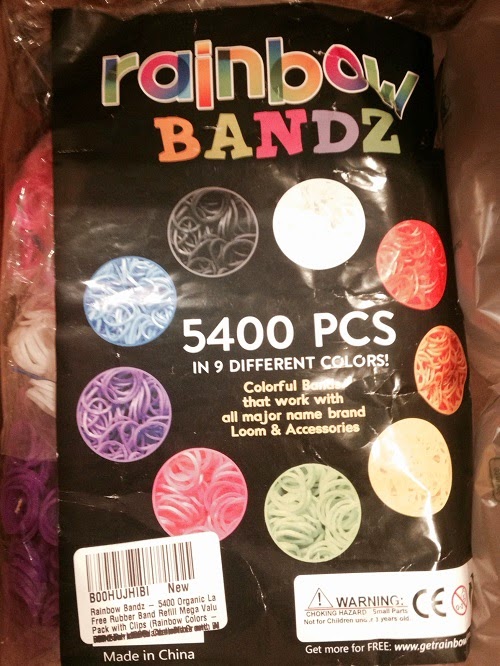 rainbow
BANDZ
5400 PCS
IN 9 DIFFERENT COLORS!
Colorful Bands
that work with
all major name brand
Loom & Accessories
B00HUJHIBI New
Rainbow Bandz - 5400 Organic La
Free Rubber Band Refill Mega Valu
Pack with Clips (Rainbow Colors -
Made in China
WARNING:
CHOKING HAZARD - Small Parts
Not for Children under 3 years old.
CE
0-3
Get more for FREE: www.getrainbow